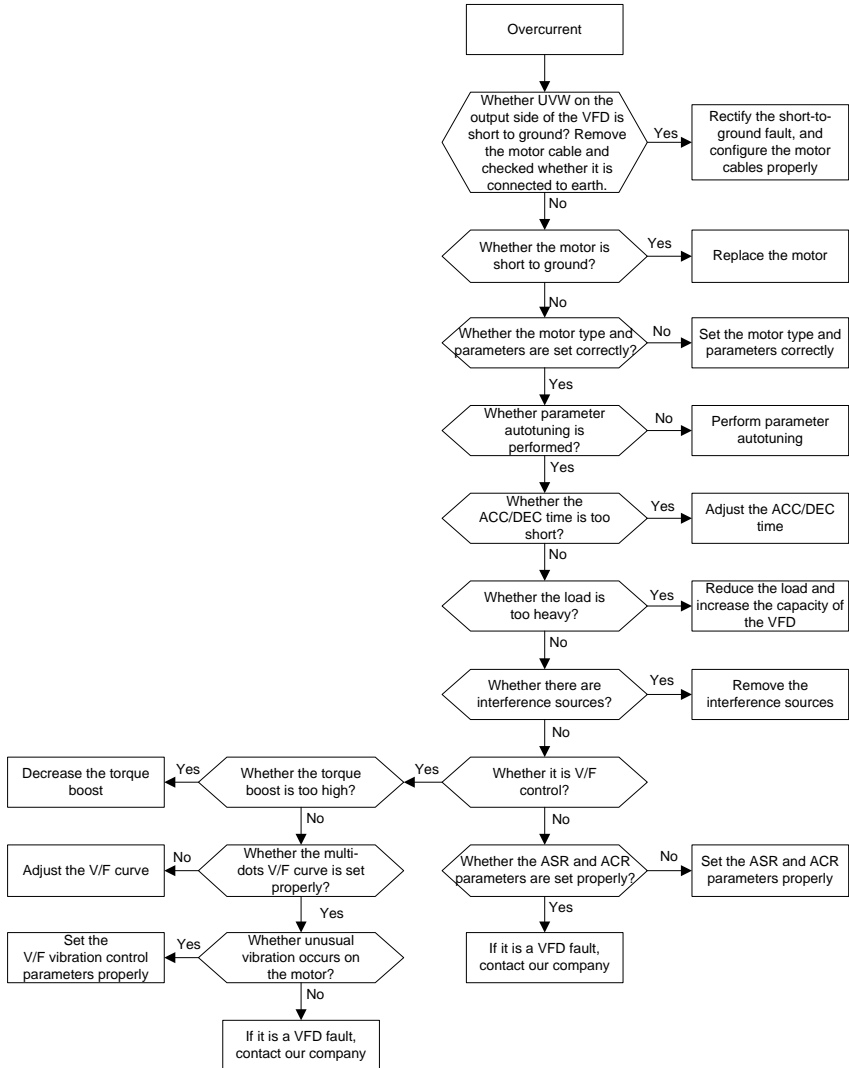 Overcurrent
Whether UVW on the
output side of the VFD is
short to ground? Remove
the motor cable and
checked whether it is
connected to earth.
Yes
Rectify the short-to-
ground fault, and
configure the motor
cables properly
No
Whether the motor is
short to ground?
Yes
Replace the motor
No
Whether the motor type and
parameters are set correctly?
No
Set the motor type and
parameters correctly
Yes
Whether parameter
autotuning is
performed?
No
Perform parameter
autotuning
Yes
Whether the
ACC/DEC time is too
short?
Yes
Adjust the ACC/DEC
time
No
Whether the load is
too heavy?
Yes
Reduce the load and
increase the capacity of
the VFD
No
Whether there are
interference sources?
Yes
Remove the
interference sources
No
Whether it is V/F
control?
Yes
Whether the torque
boost is too high?
Yes
Decrease the torque
boost
No
Whether the multi-
dots V/F curve is set
properly?
No
Adjust the V/F curve
Yes
Whether unusual
vibration occurs on
the motor?
Yes
Set the
V/F vibration control
parameters properly
No
If it is a VFD fault,
contact our company
No
Whether the ASR and ACR
parameters are set properly?
No
Set the ASR and ACR
parameters properly
Yes
If it is a VFD fault,
contact our company